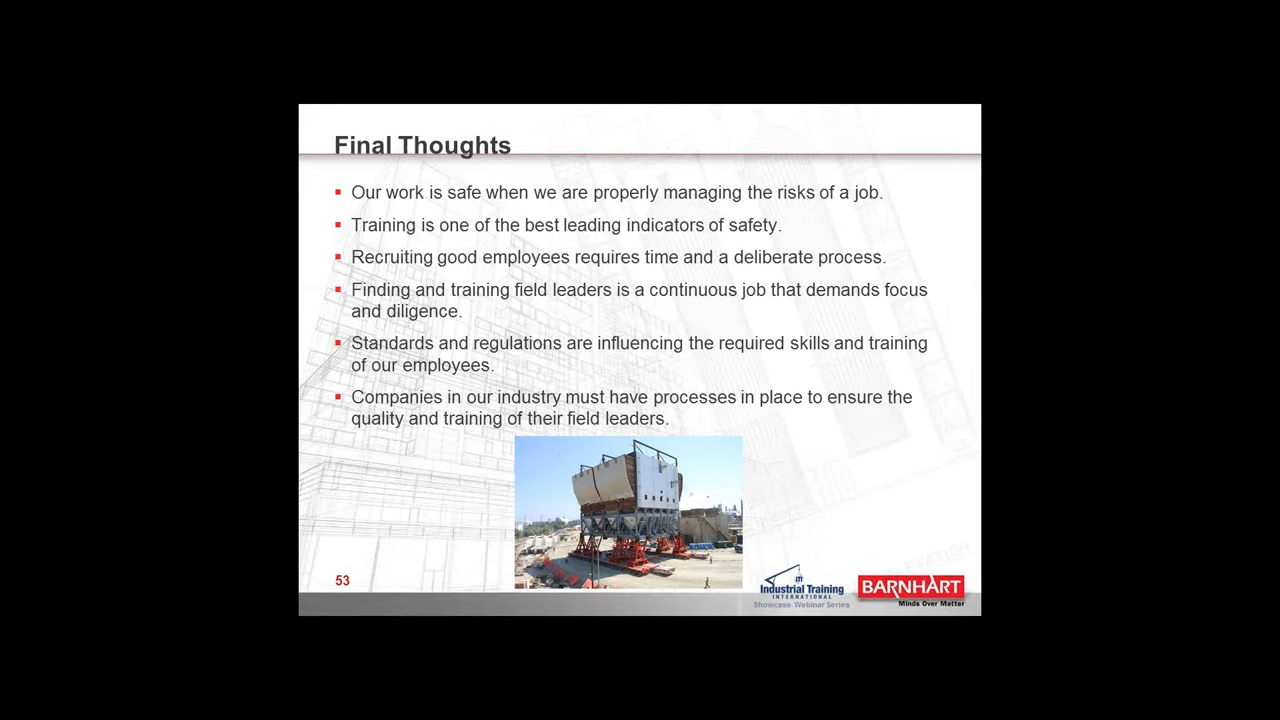 Final Thoughts
Our work is safe when we are properly managing the risks of a job.
Training is one of the best leading indicators of safety.
Recruiting good employees requires time and a deliberate process.
Finding and training field leaders is a continuous job that demands focus
and diligence.
Standards and regulations are influencing the required skills and training
of our employees.
Companies in our industry must have processes in place to ensure the
quality and training of their field leaders.
53
Industrial Training
INTERNATIONAL
Showcase Webinar Series
BARNHART
Minds Over Matter